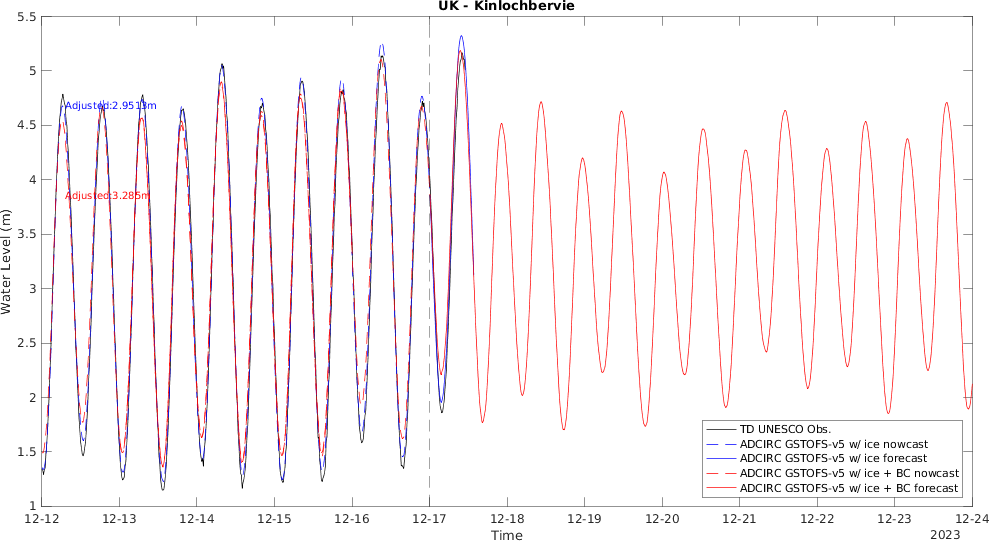 UK - Kinlochbervie
5.5
5
4.5
4
3.5
3
2.5
2
1.5
1
Water Level (m)
Adjusted:2.9513m
Adjusted:3.285m
TD UNESCO Obs.
ADCIRC GSTOFS-v5 w/ ice nowcast
ADCIRC GSTOFS-v5 w/ ice forecast
ADCIRC GSTOFS-v5 w/ ice + BC nowcast
ADCIRC GSTOFS-v5 w/ ice + BC forecast
12-12 12-13 12-14 12-15 12-16 12-17 12-18 12-19 12-20 12-21 12-22 12-23 12-24
Time
2023